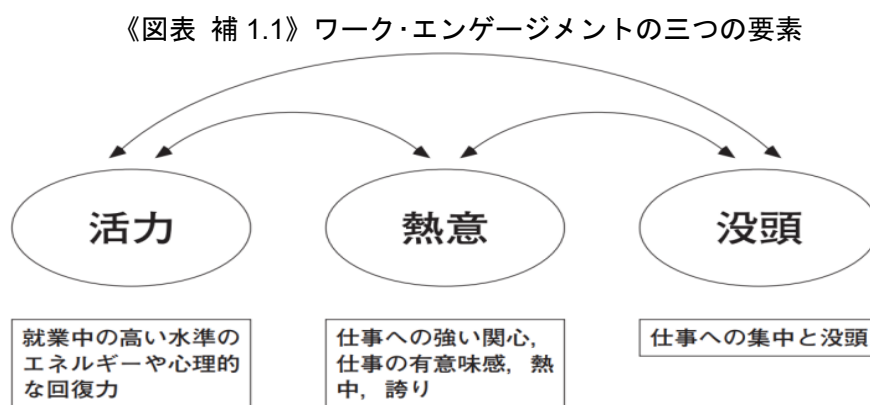 《図表 補 1.1》ワーク・エンゲージメントの三つの要素
活力
熱意
没頭
就業中の高い水準の
エネルギーや心理的
な回復力
仕事への強い関心，
仕事の有意味感，熱
中，誇り
仕事への集中と没頭